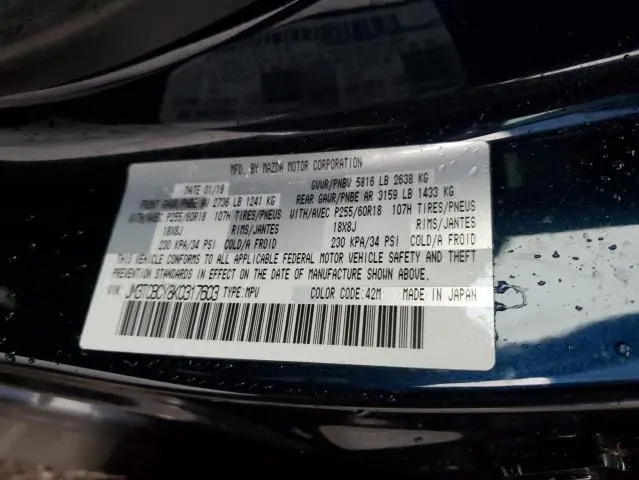 MFD. BY MAZDA MOTOR CORPORATION
DATE 01/19 GVWR/PNBV 5816 LB 2638 KG
FRONT GAWR/PNBE AV 2736 LB 1241 KG REAR GAWR/PNBE AR 3159 LB 1433 KG
WITH/AVEC P255/60R18 107H TIRES/PNEUS WITH/AVEC P255/60R18 107H TIRES/PNEUS
18X8J RIMS/JANTES 18X8J RIMS/JANTES
230 KPA/34 PSI COLD/A FROID 230 KPA/34 PSI COLD/A FROID
THIS VEHICLE CONFORMS TO ALL APPLICABLE FEDERAL MOTOR VEHICLE SAFETY AND THEFT
PREVENTION STANDARDS IN EFFECT ON THE DATE OF MANUFACTURE SHOWN ABOVE.
VIN: JM3TCBCY3K0317603 TYPE: MPV COLOR CODE: 42M MADE IN JAPAN